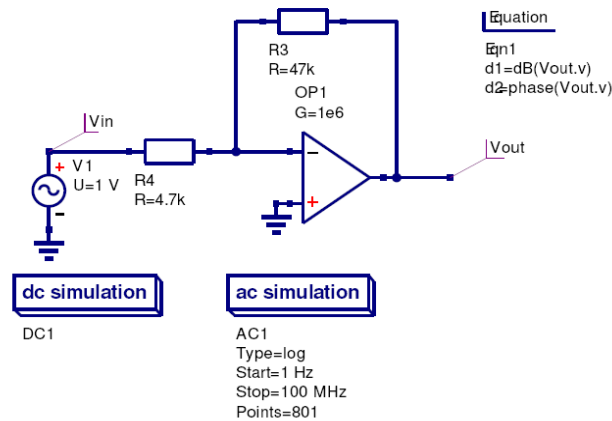 R3
R=47k
OP1
G=1e6
Equation
Eqn1
d1=dB(Vout.v)
d2=phase(Vout.v)
Vin
Vout
V1
U=1 V
R4
R=4.7k
dc simulation
DC1
ac simulation
AC1
Type=log
Start=1 Hz
Stop=100 MHz
Points=801